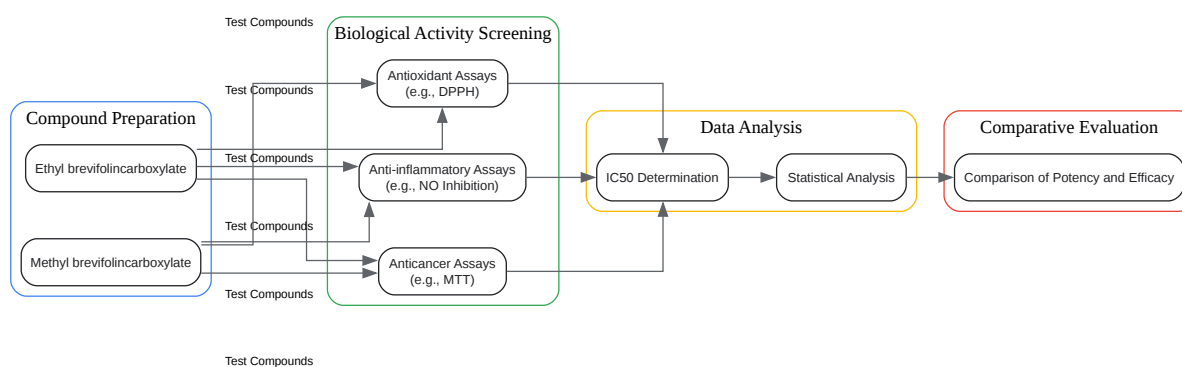 Test Compounds
Test Compounds
Test Compounds
Test Compounds
Test Compounds
Test Compounds
Compound Preparation
Ethyl brevifolincarboxylate
Methyl brevifolincarboxylate
Biological Activity Screening
Antioxidant Assays
(e.g., DPPH)
Anti-inflammatory Assays
(e.g., NO Inhibition)
Anticancer Assays
(e.g., MTT)
Data Analysis
IC50 Determination
Statistical Analysis
Comparative Evaluation
Comparison of Potency and Efficacy